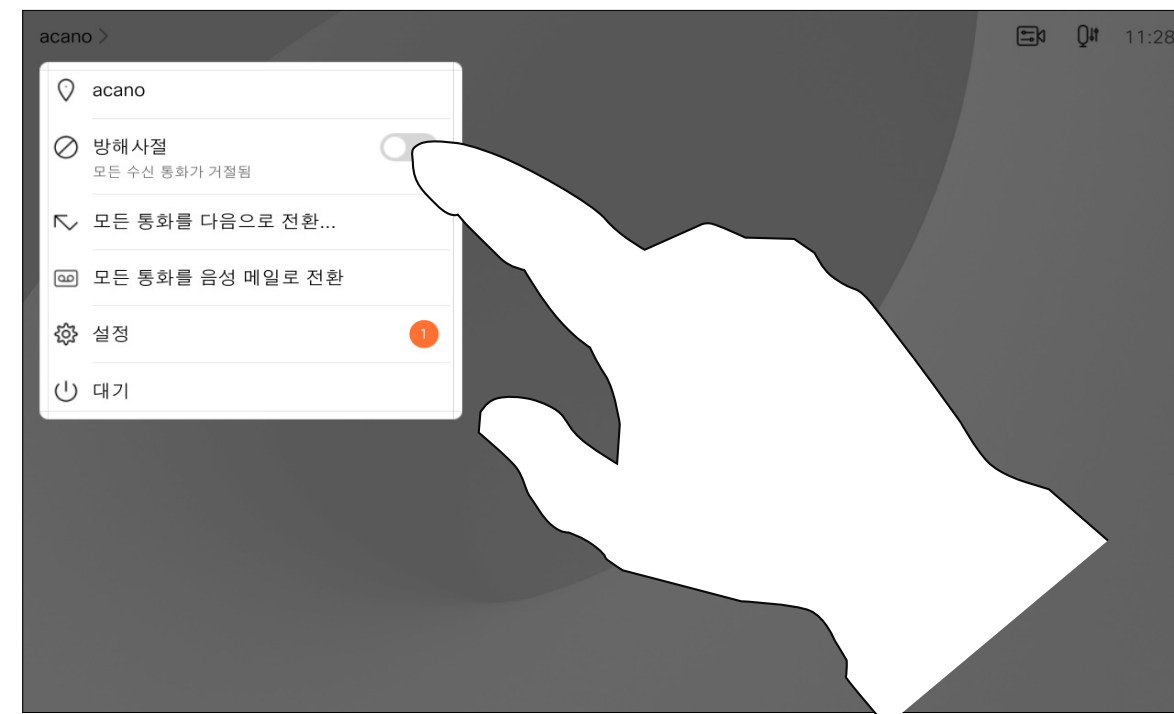 acano >
11:28
acano
방해사절
모든 수신 통화가 거절됨
모든 통화를 다음으로 전환...
모든 통화를 음성 메일로 전환
설정
1
대기